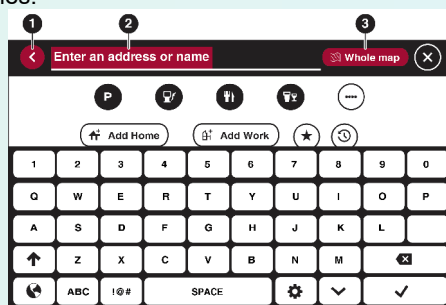 1 2 3
Enter an address or name Whole map
P
Add Home Add Work
1 2 3 4 5 6 7 8 9 0
Q W E R T Y U I O P
A S D F G H J K L
Z X C V B N M
ABC !@# SPACE